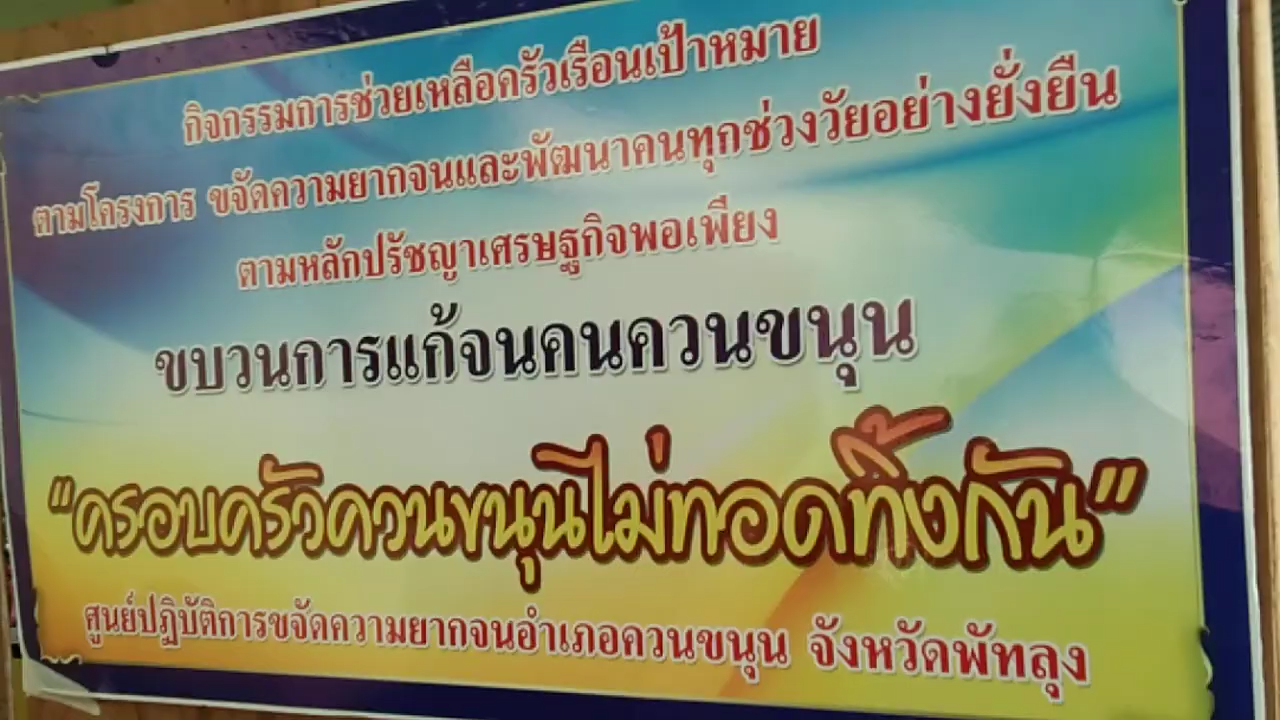 กิจกรรมการช่วยเหลือครัวเรือนเป้าหมาย
ตามโครงการ ขจัดความยากจนและพัฒนาคนทุกช่วงวัยอย่างยั่งยืน
ตามหลักปรัชญาเศรษฐกิจพอเพียง
ขบวนการแก้จนคนควนขนุน
“ครอบครัวควนขนุนไม่ทอดทิ้งกัน”
ศูนย์ปฏิบัติการขจัดความยากจนอำเภอควนขนุน จังหวัดพัทลุง